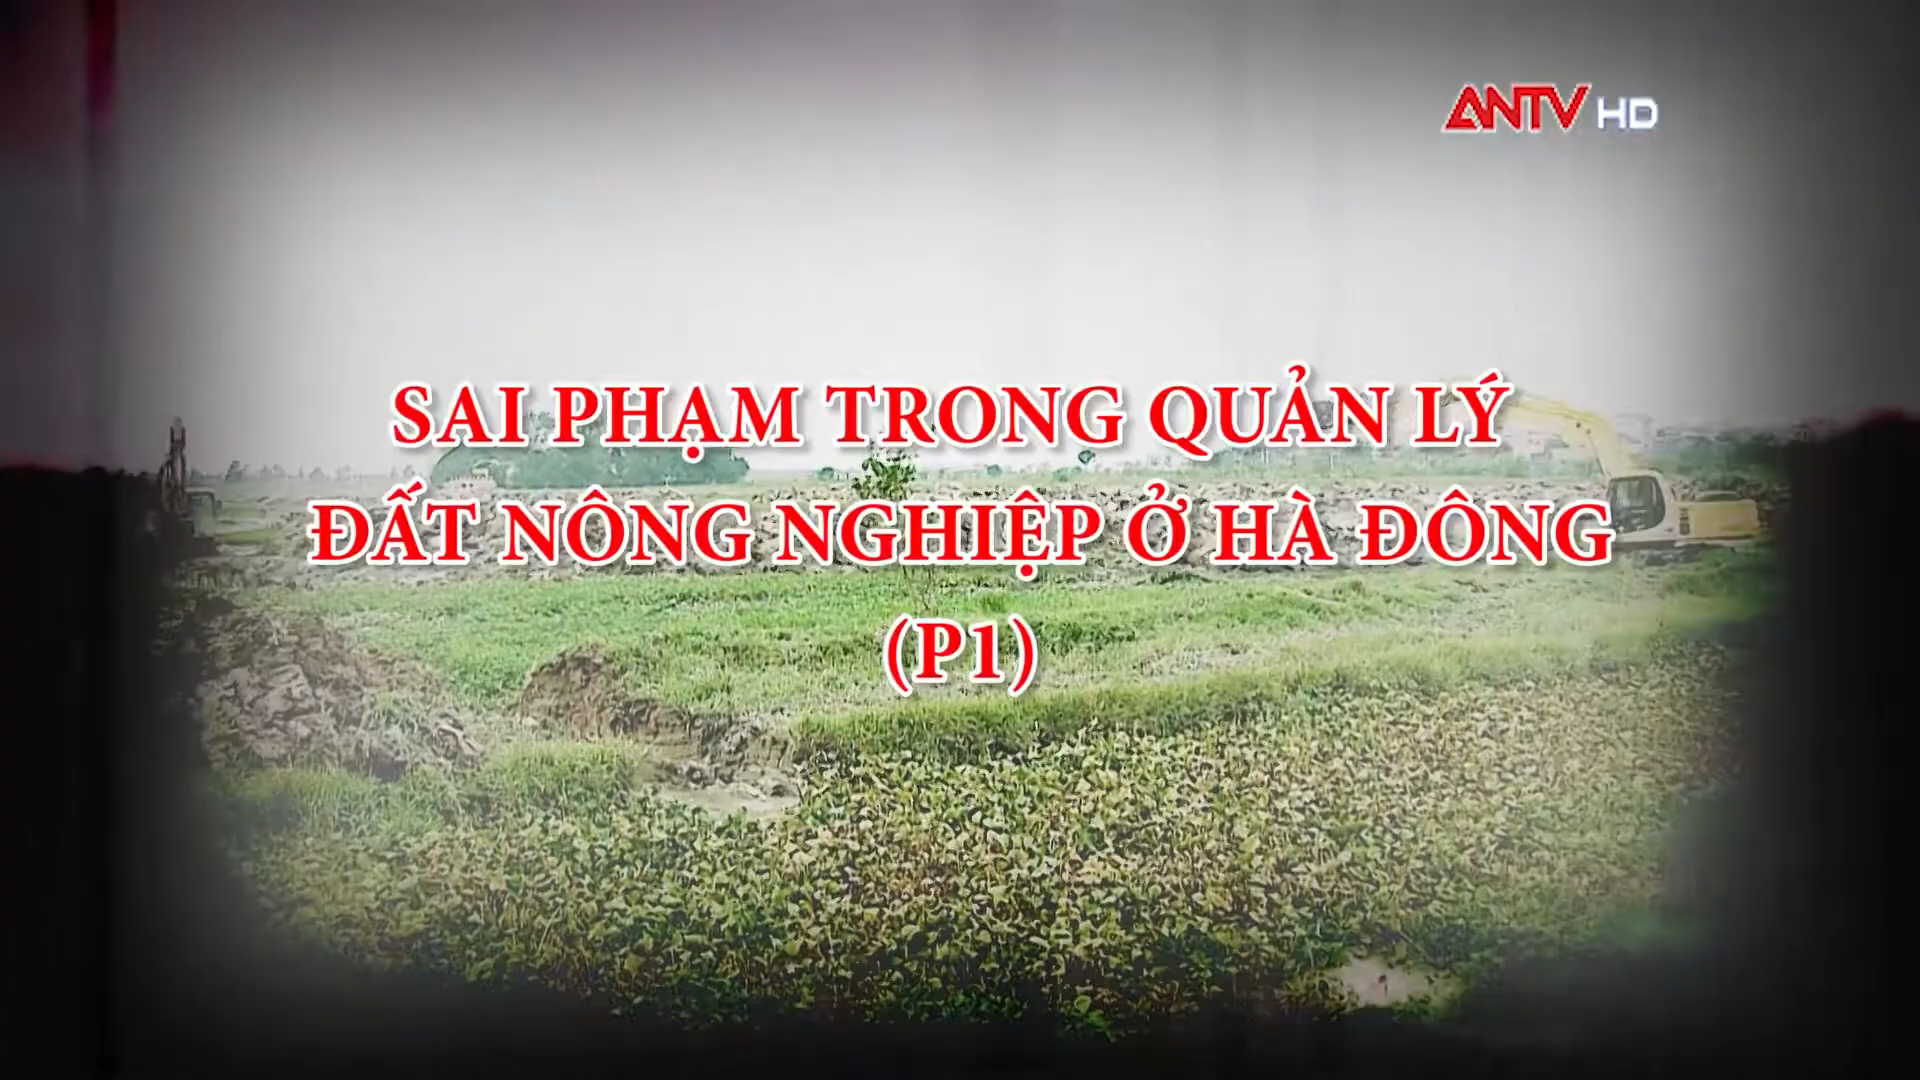 ANTV HD
SAI PHẠM TRONG QUẢN LÝ
ĐẤT NÔNG NGHIỆP Ở HÀ ĐÔNG
(P1)